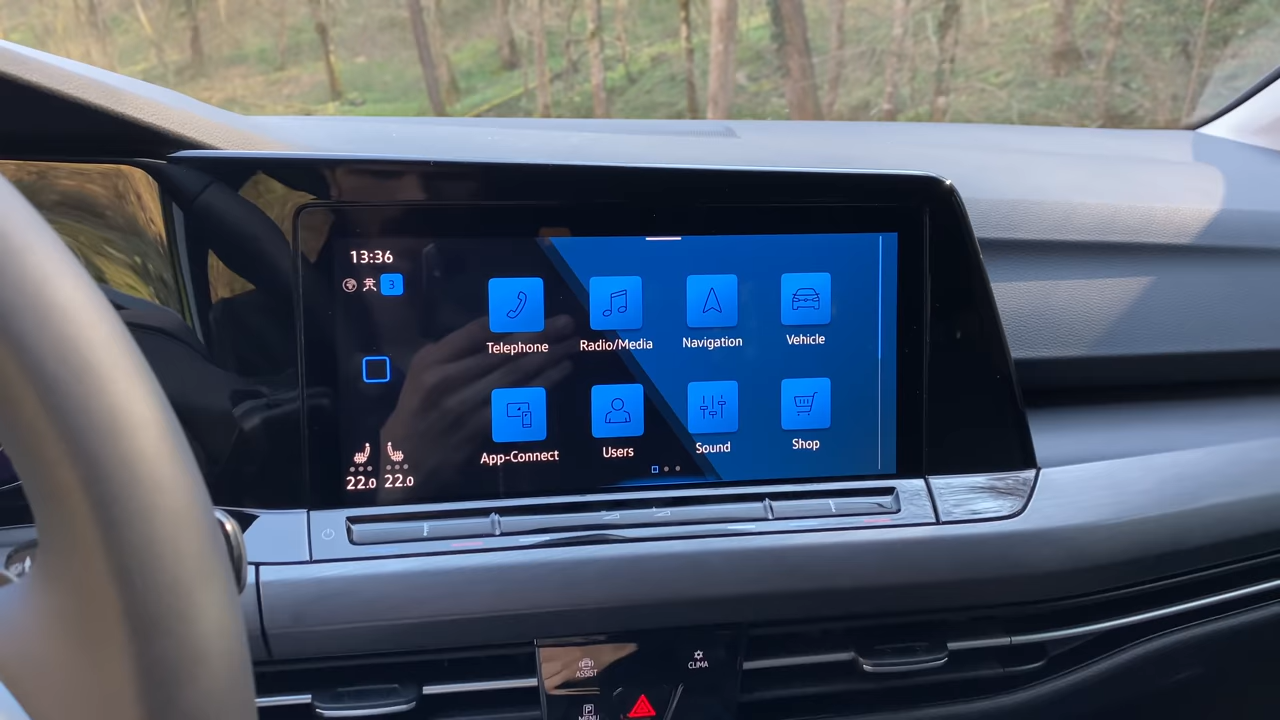 13:36
3
Telephone
Radio/Media
Navigation
Vehicle
App-Connect
Users
Sound
Shop
22.0 22.0
ASSIST
CLIMA
P
MENU